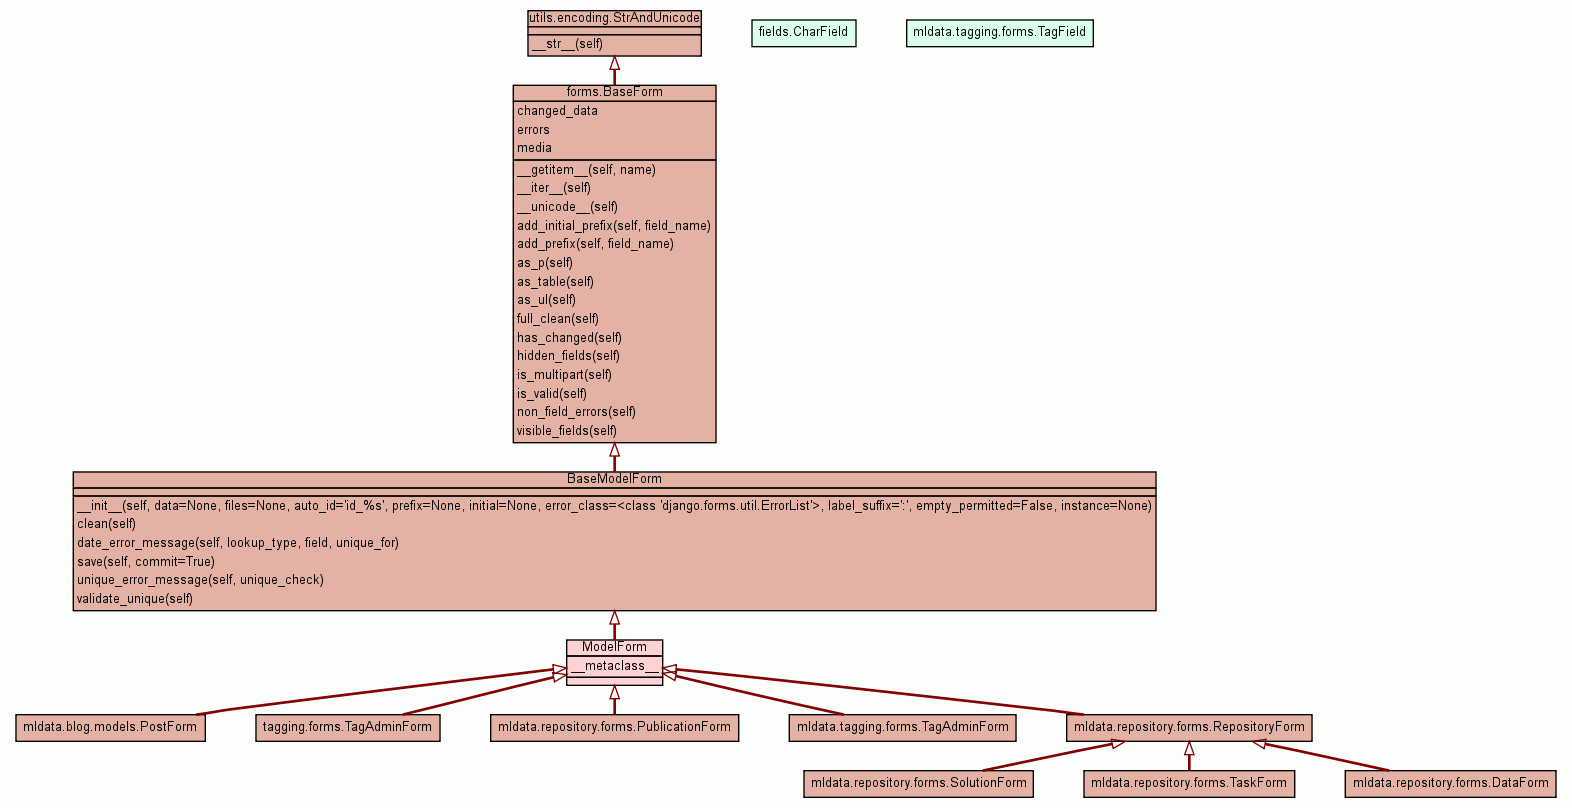 utils.encoding.StrAndUnicode
__str__(self)
fields.CharField
mldata.tagging.forms.TagField
forms.BaseForm
changed_data
errors
media
__getitem__(self, name)
__iter__(self)
__unicode__(self)
add_initial_prefix(self, field_name)
add_prefix(self, field_name)
as_p(self)
as_table(self)
as_ul(self)
full_clean(self)
has_changed(self)
hidden_fields(self)
is_multipart(self)
is_valid(self)
non_field_errors(self)
visible_fields(self)
BaseModelForm
__init__(self, data=None, files=None, auto_id='id_%s', prefix=None, initial=None, error_class=<class 'django.forms.util.ErrorList'>, label_suffix=':', empty_permitted=False, instance=None)
clean(self)
date_error_message(self, lookup_type, field, unique_for)
save(self, commit=True)
unique_error_message(self, unique_check)
validate_unique(self)
ModelForm
__metaclass__
mldata.blog.models.PostForm
tagging.forms.TagAdminForm
mldata.repository.forms.PublicationForm
mldata.tagging.forms.TagAdminForm
mldata.repository.forms.RepositoryForm
mldata.repository.forms.SolutionForm
mldata.repository.forms.TaskForm
mldata.repository.forms.DataForm